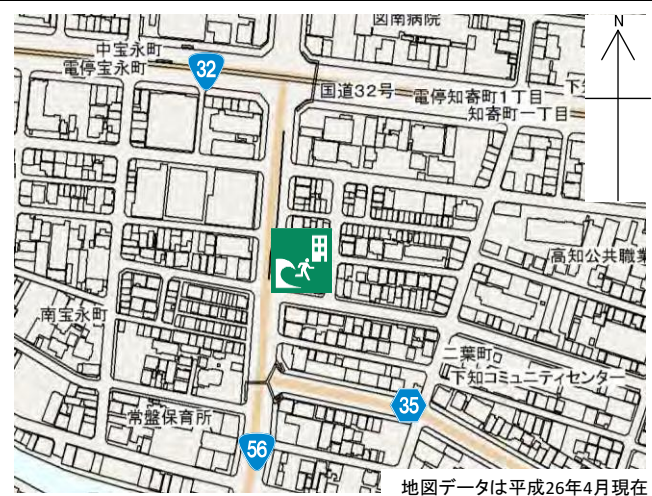 図南病院
N
中宝永町
電停宝永町
32
国道32号
電停知寄町1丁目
下知
知寄町一丁目
高知公共職業
南宝永町
二葉町
下知コミュニティセンター
常盤保育所
35
56
地図データは平成26年4月現在